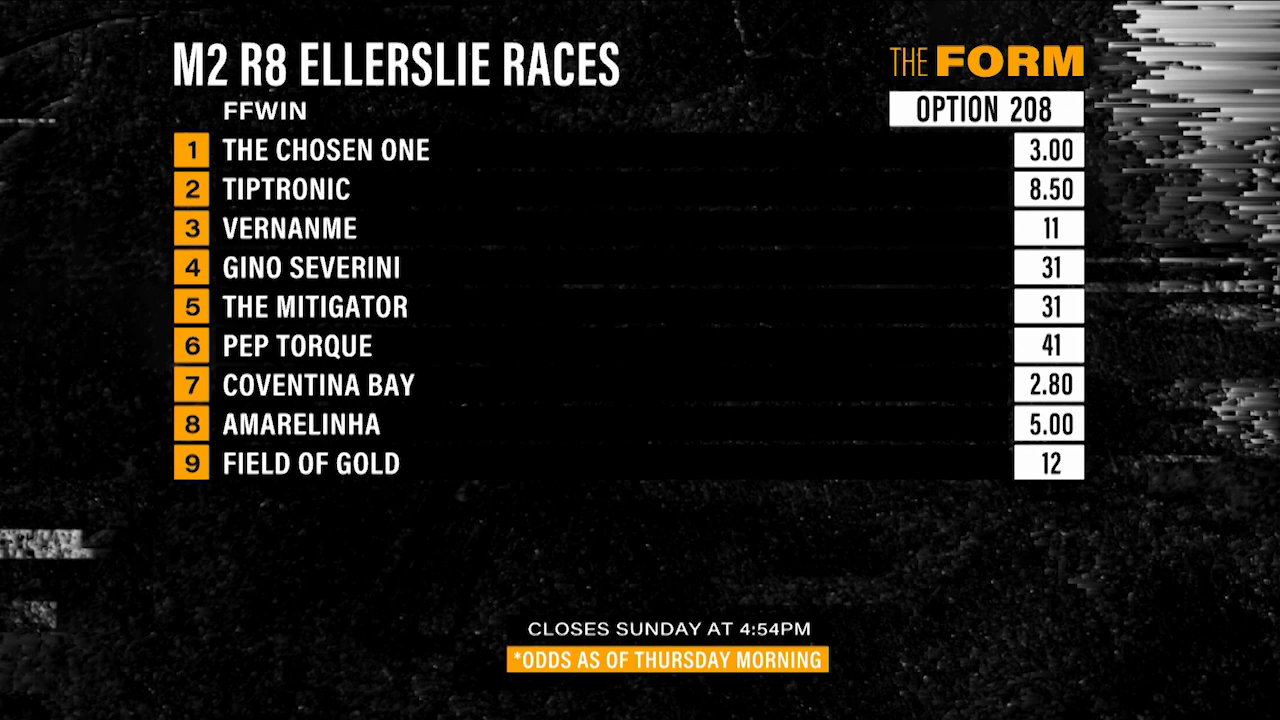 M2 R8 ELLERSLIE RACES
THE FORM
FFWIN
OPTION 208
1 THE CHOSEN ONE 3.00
2 TIPTRONIC 8.50
3 VERNANME 11
4 GINO SEVERINI 31
5 THE MITIGATOR 31
6 PEP TORQUE 41
7 COVENTINA BAY 2.80
8 AMARELINHA 5.00
9 FIELD OF GOLD 12
CLOSES SUNDAY AT 4:54PM
*ODDS AS OF THURSDAY MORNING